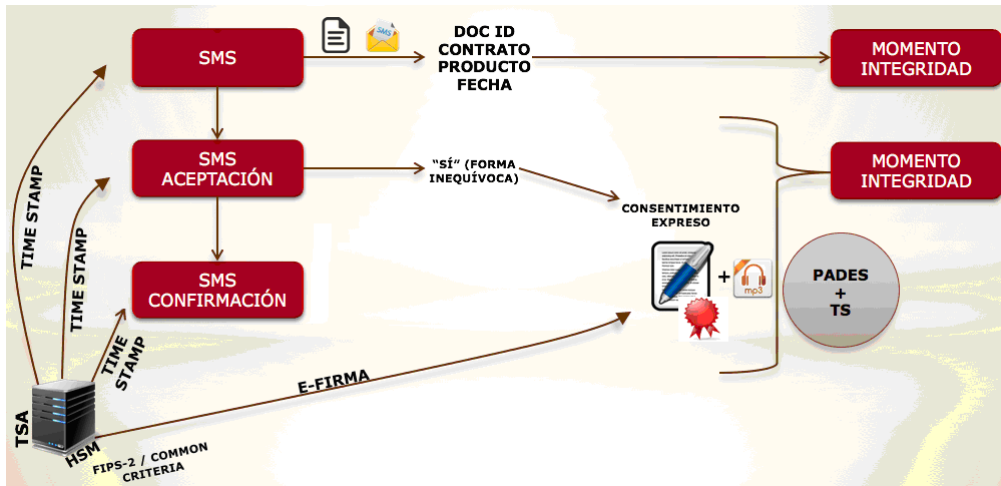 SMS
SMS
DOC ID
CONTRATO
PRODUCTO
FECHA
MOMENTO
INTEGRIDAD
SMS
ACEPTACIÓN
"SÍ" (FORMA
INEQUÍVOCA)
MOMENTO
INTEGRIDAD
CONSENTIMIENTO
EXPRESO
SMS
CONFIRMACIÓN
+
mp3
PADES
+
TS
TIME STAMP
TIME STAMP
TIME
STAMP
E-FIRMA
TSA
HSM
FIPS-2 / COMMON
CRITERIA